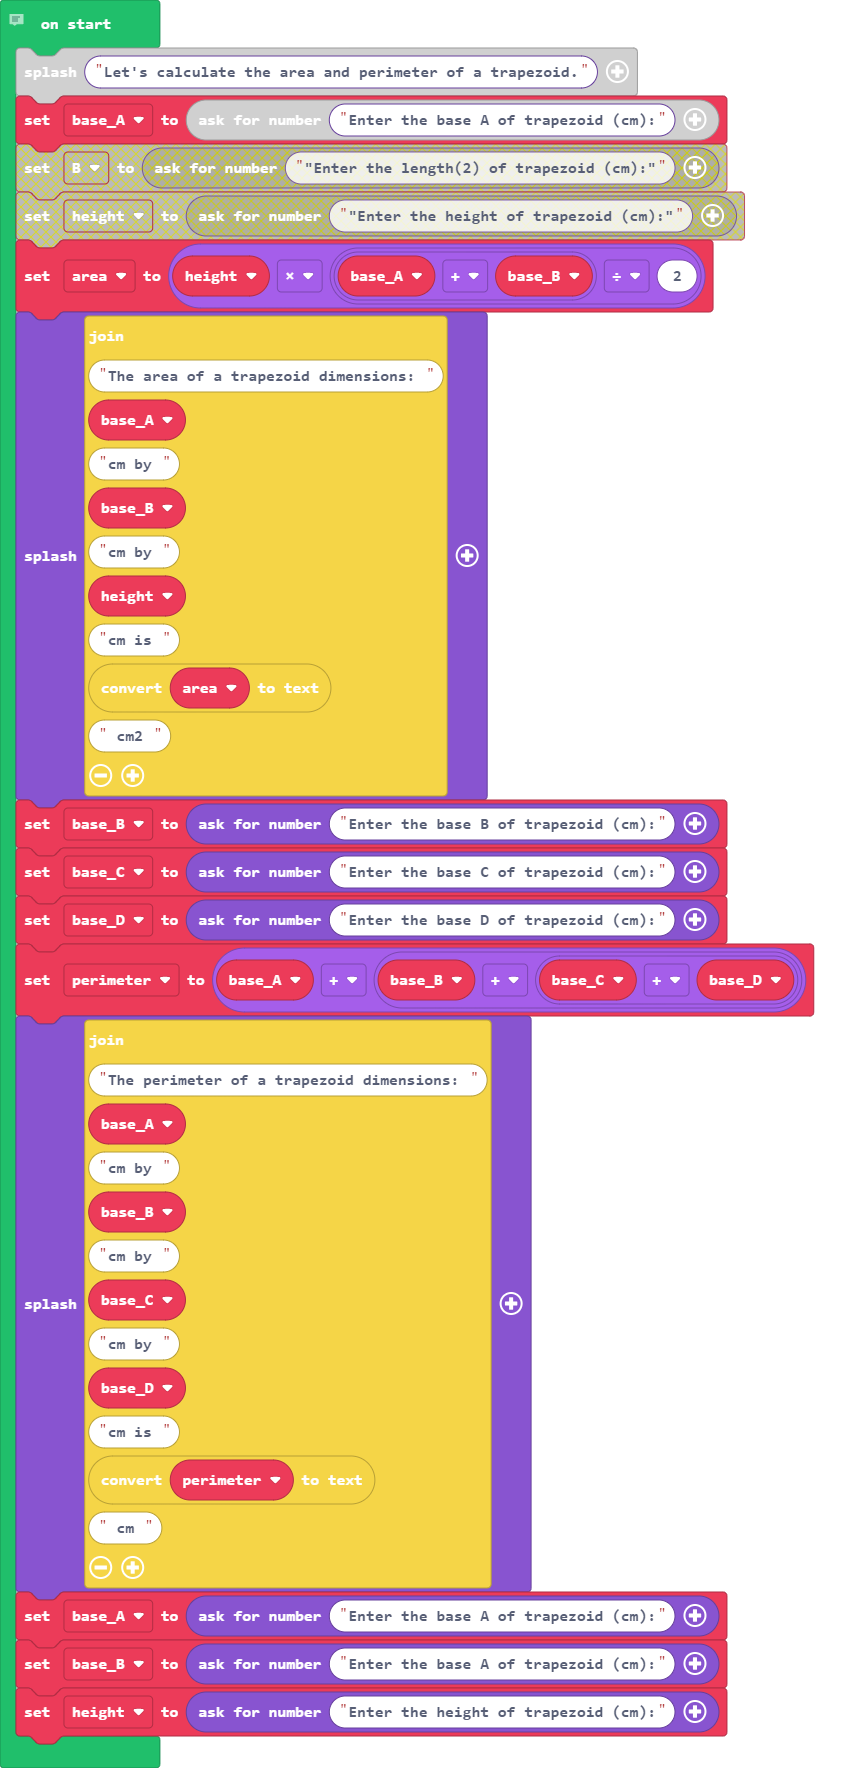 on start
splash "Let's calculate the area and perimeter of a trapezoid."
set base_A to ask for number "Enter the base A of trapezoid (cm):"
set B to ask for number ""Enter the length(2) of trapezoid (cm):""
set height to ask for number ""Enter the height of trapezoid (cm):""
set area to height × base_A + base_B ÷ 2
join
"The area of a trapezoid dimensions: "
base_A
"cm by "
base_B
"cm by "
splash
height
"cm is "
convert area to text
" cm2 "
set base_B to ask for number "Enter the base B of trapezoid (cm):"
set base_C to ask for number "Enter the base C of trapezoid (cm):"
set base_D to ask for number "Enter the base D of trapezoid (cm):"
set perimeter to base_A + base_B + base_C + base_D
join
"The perimeter of a trapezoid dimensions: "
base_A
"cm by "
base_B
"cm by "
splash base_C
"cm by "
base_D
"cm is "
convert perimeter to text
" cm "
set base_A to ask for number "Enter the base A of trapezoid (cm):"
set base_B to ask for number "Enter the base A of trapezoid (cm):"
set height to ask for number "Enter the height of trapezoid (cm):"